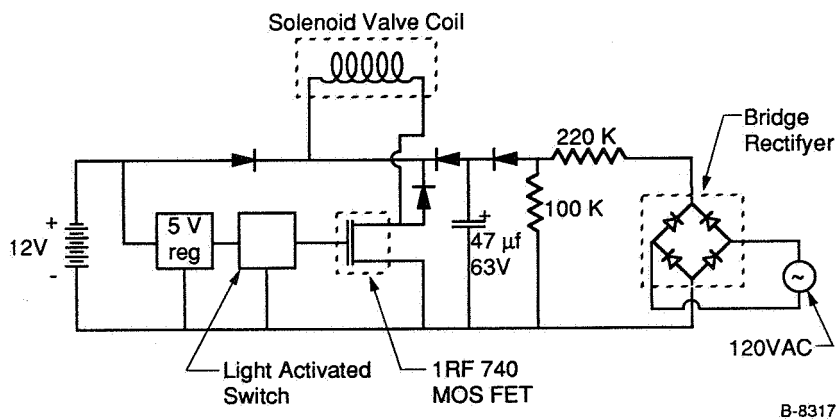 Solenoid Valve Coil
Bridge
Rectifyer
220 K
100 K
+
12V
-
5 V
reg
+
47 µf
63V
~
120VAC
Light Activated
Switch
1RF 740
MOS FET
B-8317